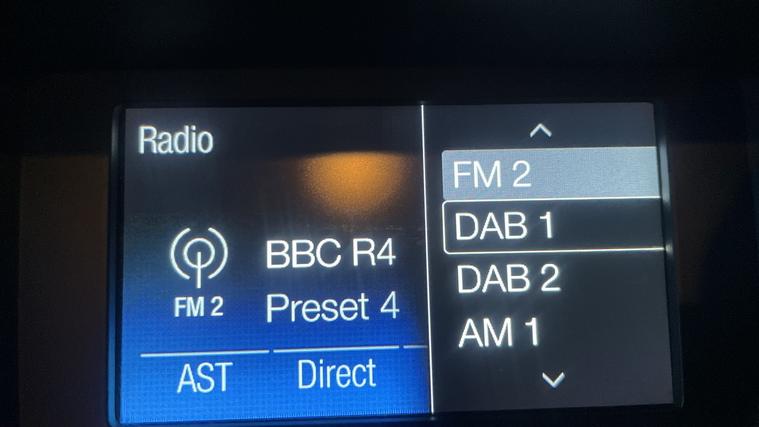 Radio
FM 2
BBC R4
Preset 4
AST
Direct
FM 2
DAB 1
DAB 2
AM 1